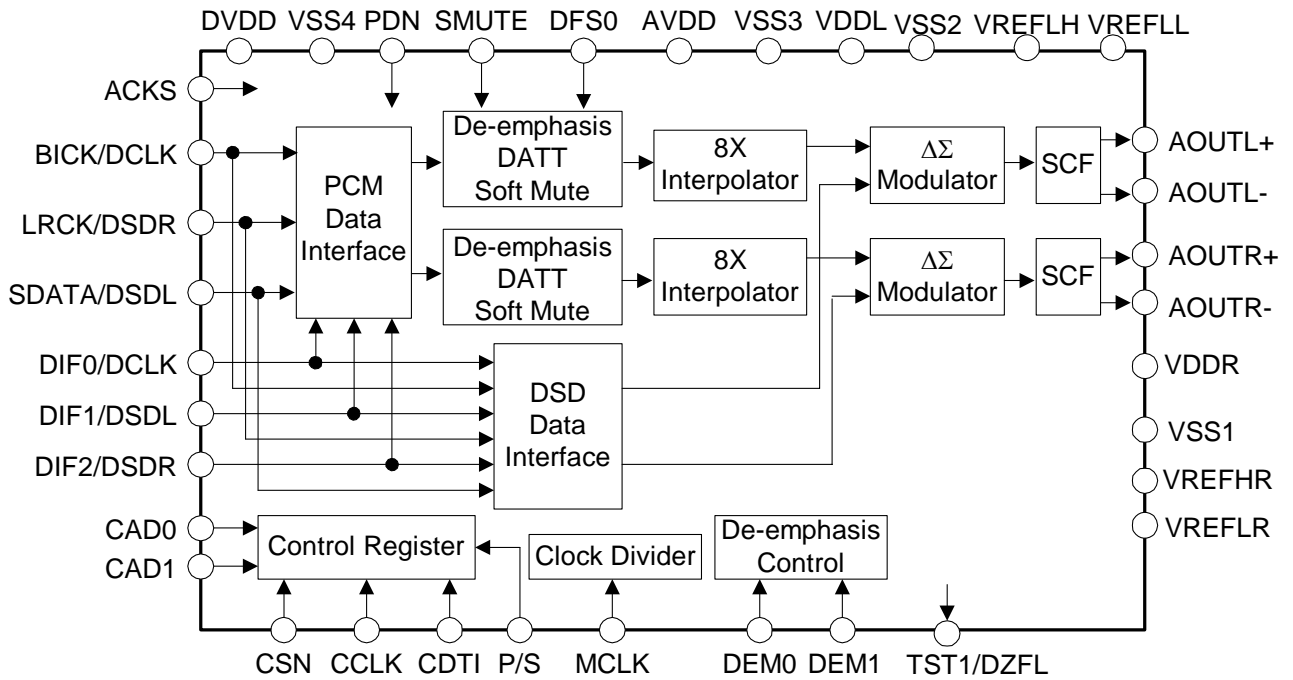 DVDD VSS4 PDN SMUTE DFS0 AVDD VSS3 VDDL VSS2 VREFLH VREFLL
ACKS
BICK/DCLK
LRCK/DSDR
SDATA/DSDL
DIF0/DCLK
DIF1/DSDL
DIF2/DSDR
CAD0
CAD1
PCM
Data
Interface
De-emphasis
DATT
Soft Mute
8X
Interpolator
ΔΣ
Modulator
SCF
De-emphasis
DATT
Soft Mute
8X
Interpolator
ΔΣ
Modulator
SCF
DSD
Data
Interface
Control Register
Clock Divider
De-emphasis
Control
AOUTL+
AOUTL-
AOUTR+
AOUTR-
VDDR
VSS1
VREFHR
VREFLR
CSN CCLK CDTI P/S MCLK DEM0 DEM1 TST1/DZFL